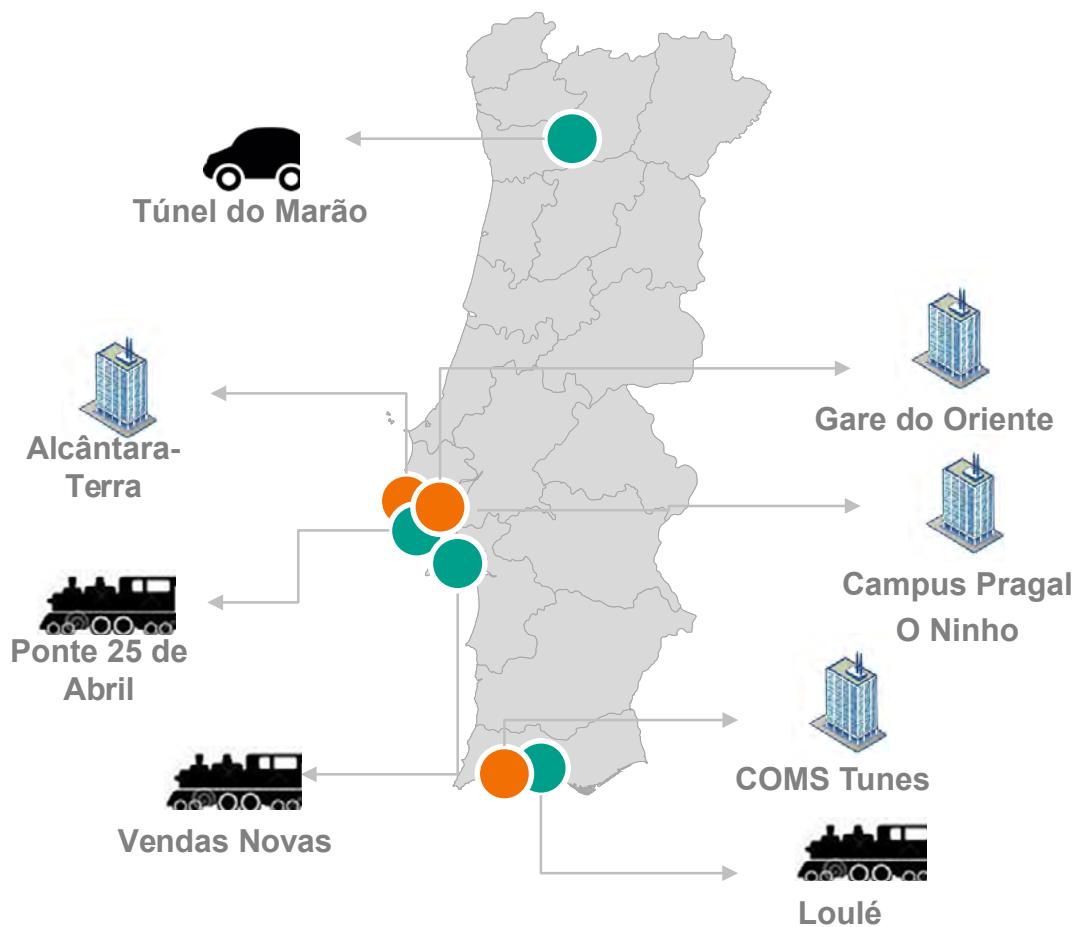 Túnel do Marão
Gare do Oriente
Alcântara-
Terra
Campus Pragal
O Ninho
Ponte 25 de
Abril
COMS Tunes
Vendas Novas
Loulé